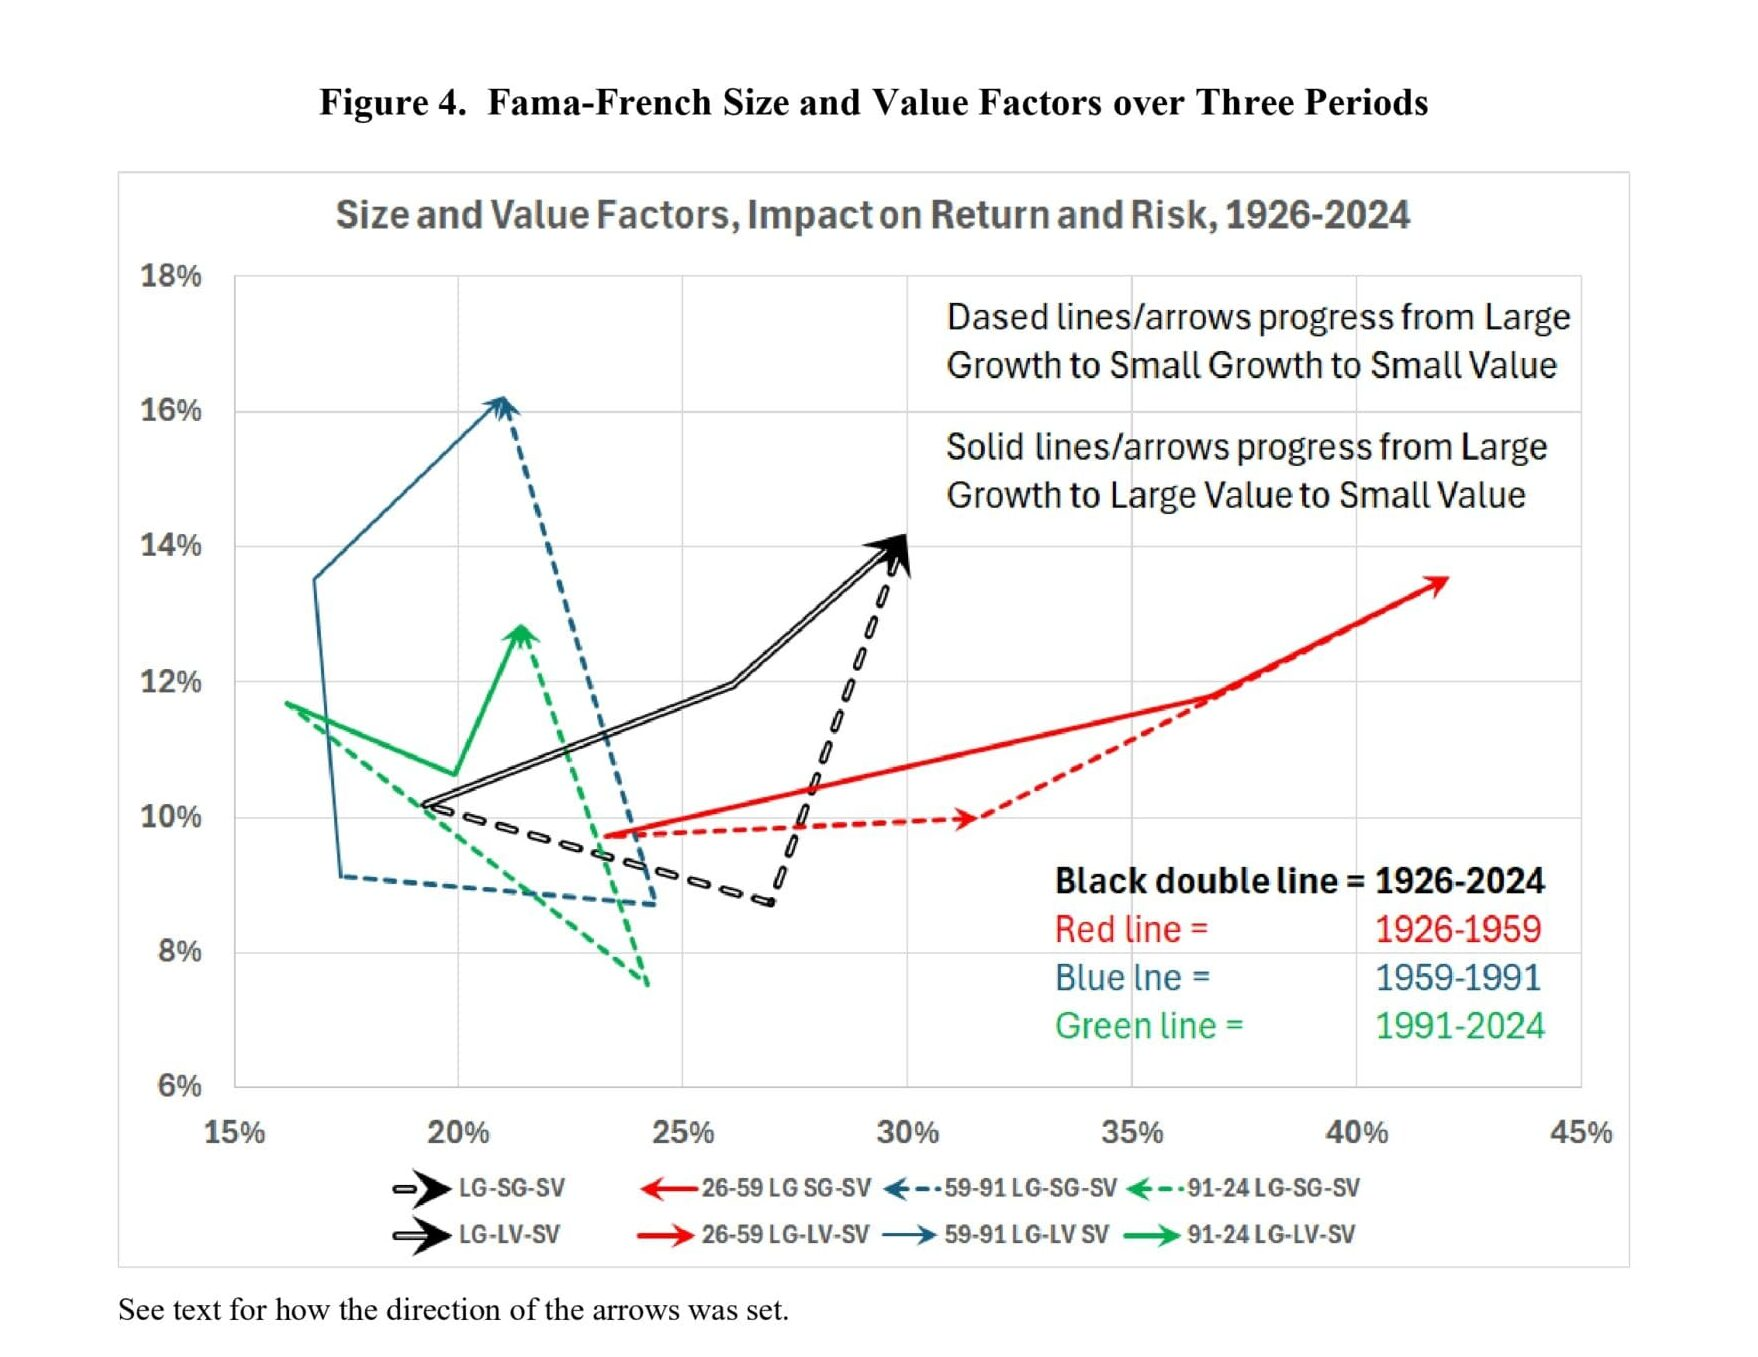 Figure 4.  Fama-French Size and Value Factors over Three Periods
Size and Value Factors, Impact on Return and Risk, 1926-2024
18%
16%
14%
12%
10%
8%
6%
Dased lines/arrows progress from Large
Growth to Small Growth to Small Value
Solid lines/arrows progress from Large
Growth to Large Value to Small Value
Black double line = 1926-2024
Red line = 1926-1959
Blue lne = 1959-1991
Green line = 1991-2024
15% 20% 25% 30% 35% 40% 45%
LG-SG-SV 26-59 LG SG-SV 59-91 LG-SG-SV 91-24 LG-SG-SV
LG-LV-SV 26-59 LG-LV-SV 59-91 LG-LV SV 91-24 LG-LV-SV
See text for how the direction of the arrows was set.